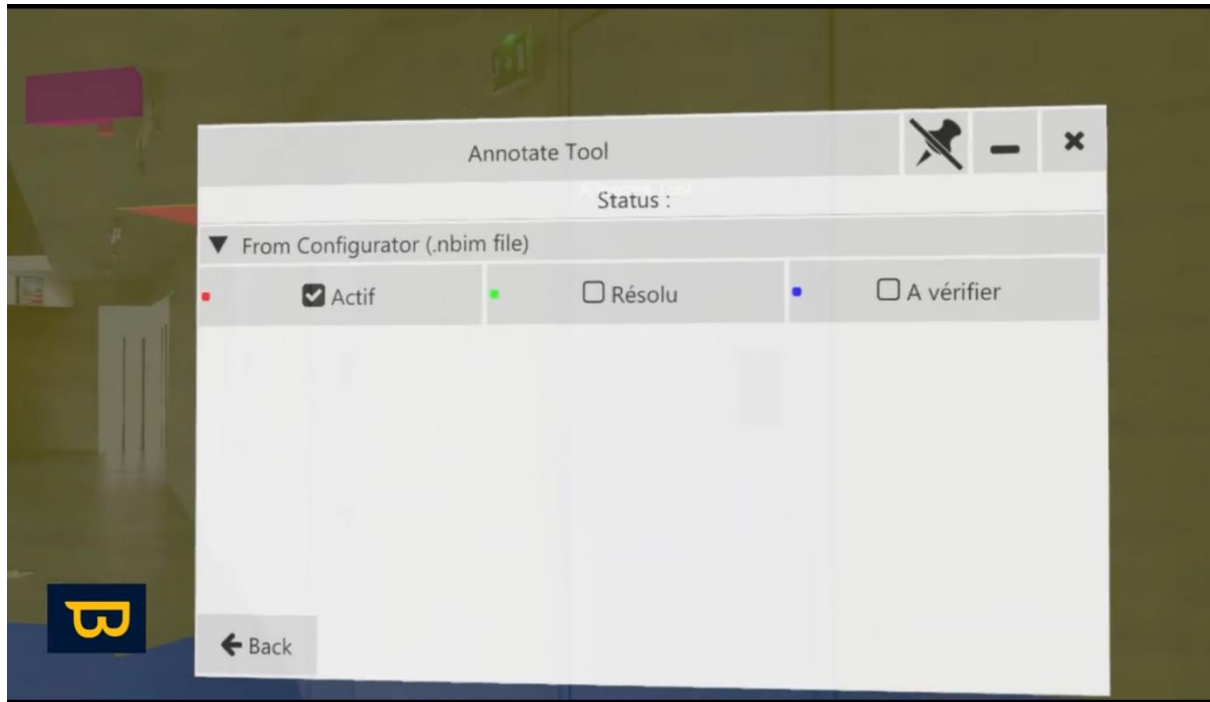 Annotate Tool
Status :
▼ From Configurator (.nbim file)
Actif
Résolu
A vérifier
Back